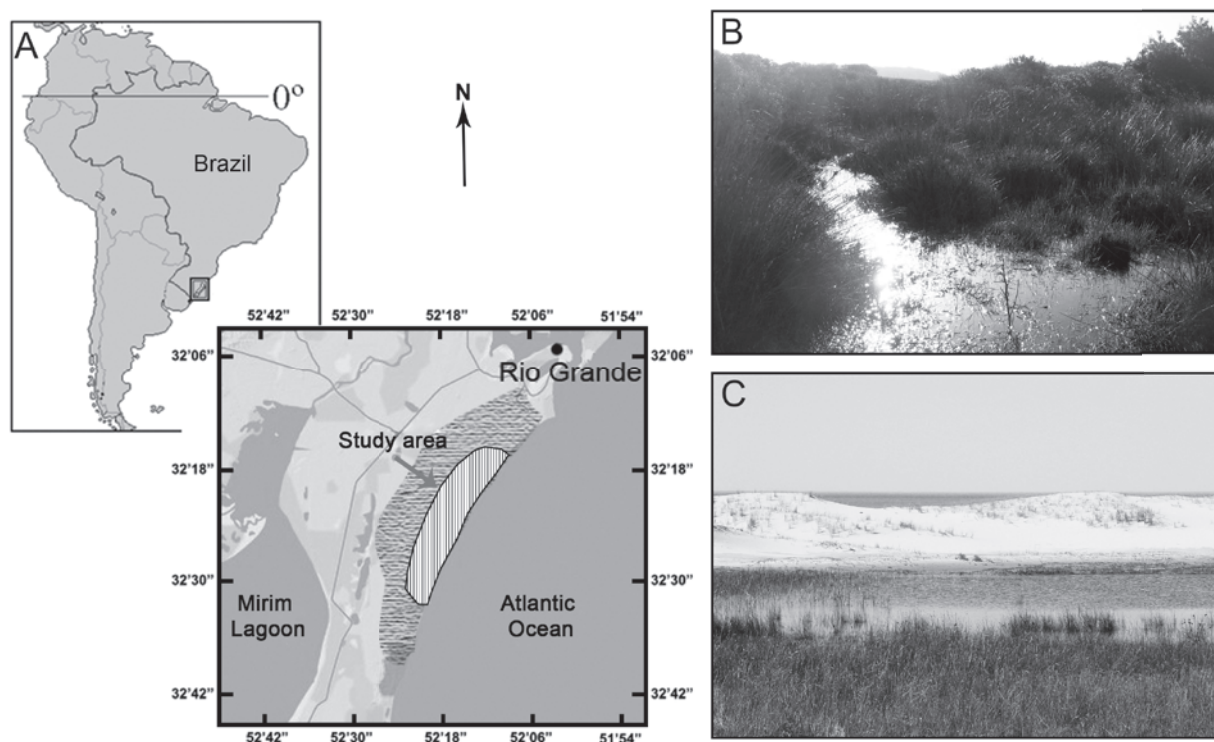 A
0°
Brazil
N
B
C
52'42” 52'30” 52'18” 52'06” 51'54”
32'06”
32'18”
32'30”
32'42”
Rio Grande
Study area
Mirim
Lagoon
Atlantic
Ocean
32'06”
32'18”
32'30”
32'42”
52'42” 52'30” 52'18” 52'06” 51'54”